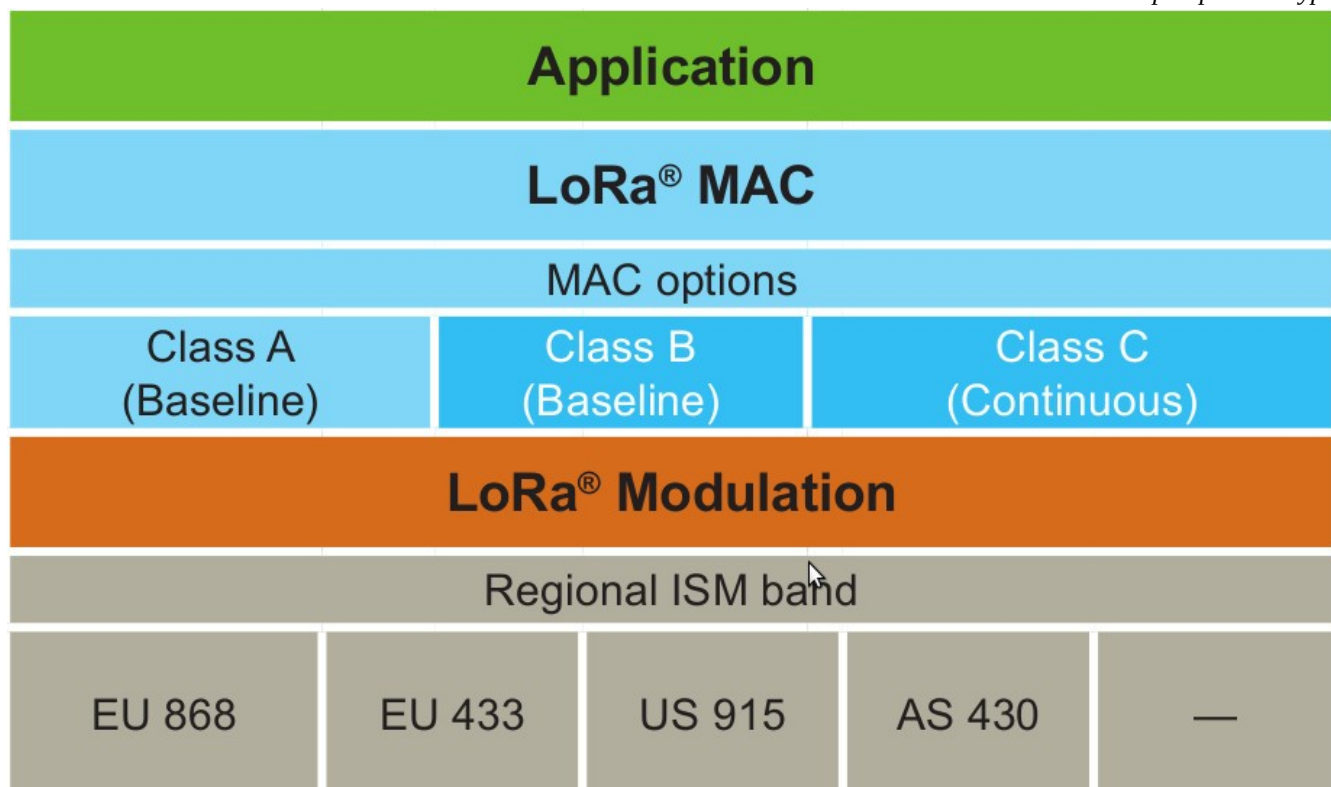 Application
LoRa® MAC
MAC options
Class A
(Baseline)
Class B
(Baseline)
Class C
(Continuous)
LoRa® Modulation
Regional ISM band
EU 868
EU 433
US 915
AS 430
—